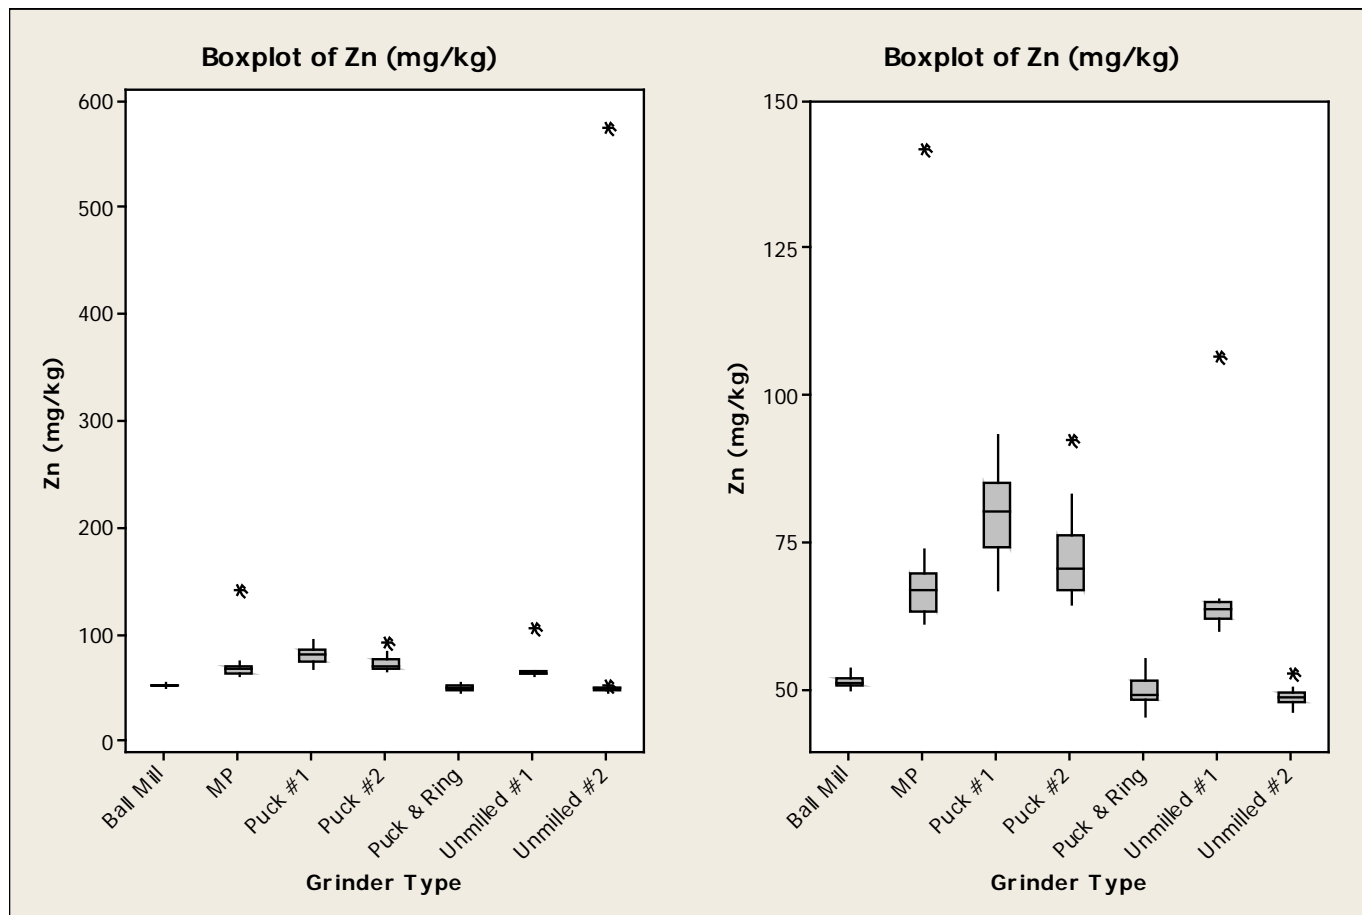 Boxplot of Zn (mg/kg)
600
500
400
300
200
100
0
Zn (mg/kg)
Ball Mill
MP
Puck #1
Puck #2
Puck & Ring
Unmilled #1
Unmilled #2
Grinder Type
Boxplot of Zn (mg/kg)
150
125
100
75
50
Zn (mg/kg)
Ball Mill
MP
Puck #1
Puck #2
Puck & Ring
Unmilled #1
Unmilled #2
Grinder Type